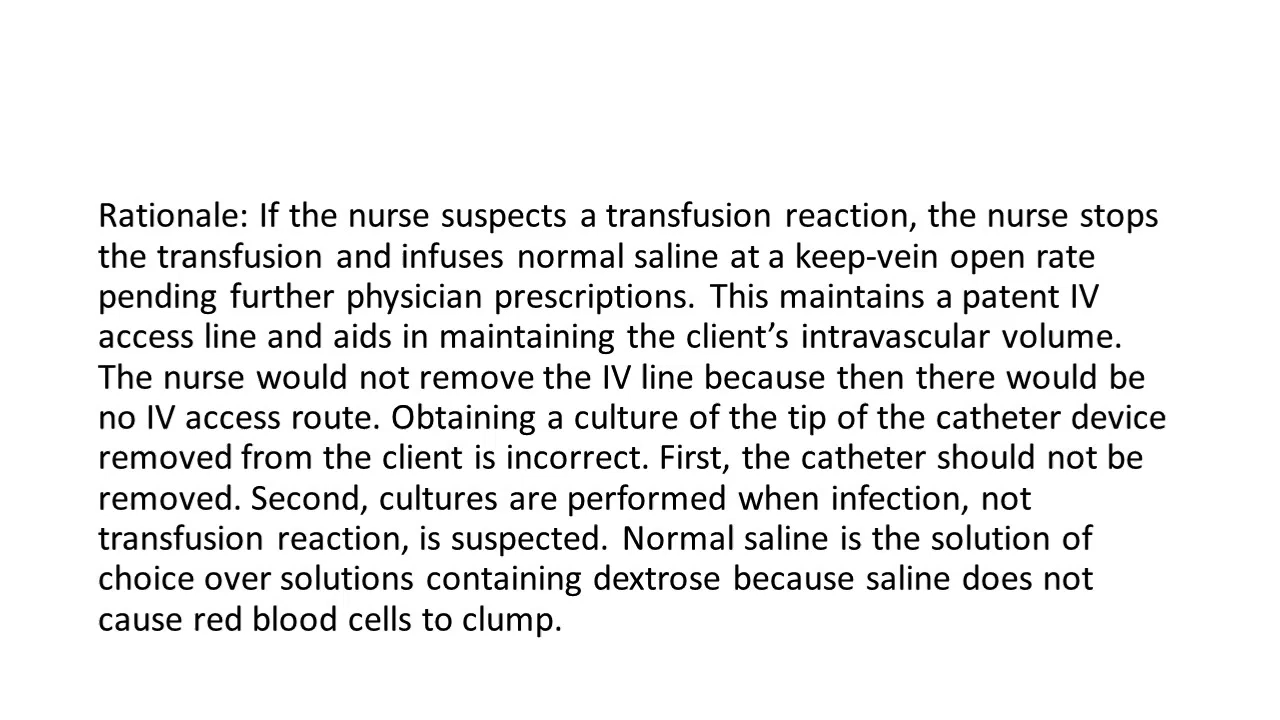 Rationale: If the nurse suspects a transfusion reaction, the nurse stops
the transfusion and infuses normal saline at a keep-vein open rate
pending further physician prescriptions. This maintains a patent IV
access line and aids in maintaining the client’s intravascular volume.
The nurse would not remove the IV line because then there would be
no IV access route. Obtaining a culture of the tip of the catheter device
removed from the client is incorrect. First, the catheter should not be
removed. Second, cultures are performed when infection, not
transfusion reaction, is suspected. Normal saline is the solution of
choice over solutions containing dextrose because saline does not
cause red blood cells to clump.